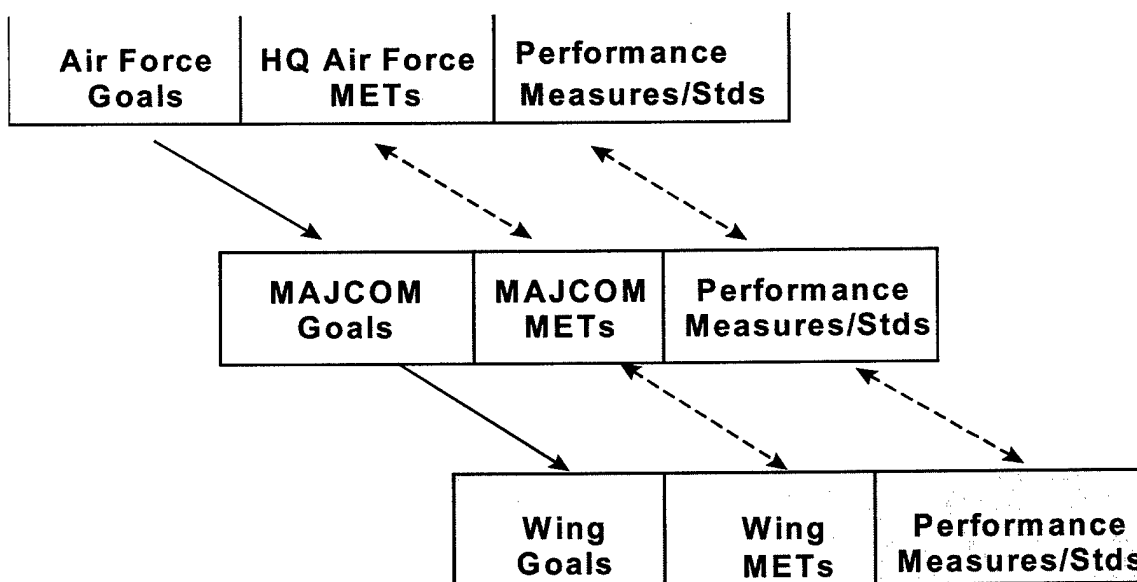 Air Force
Goals
HQ Air Force
METs
Performance
Measures/Stds
MAJCOM
Goals
MAJCOM
METs
Performance
Measures/Stds
Wing
Goals
Wing
METs
Performance
Measures/Stds